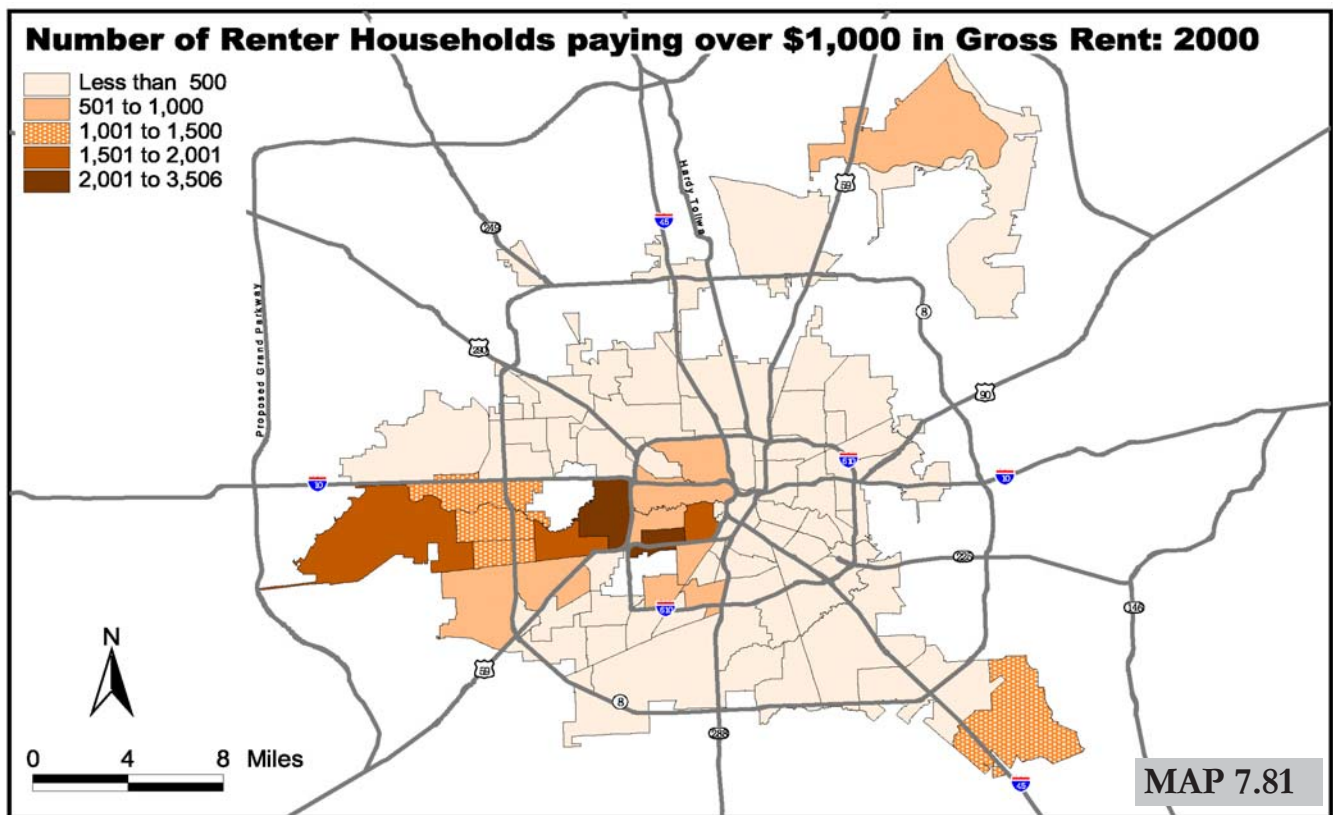 Number of Renter Households paying over $1,000 in Gross Rent: 2000
Less than 500
501 to 1,000
1,001 to 1,500
1,501 to 2,001
2,001 to 3,506
Hardy Tollwa
59
45
249
8
Proposed Grand Parkway
290
90
610
10
10
225
146
610
N
59
8
288
0 4 8 Miles
45
MAP 7.81